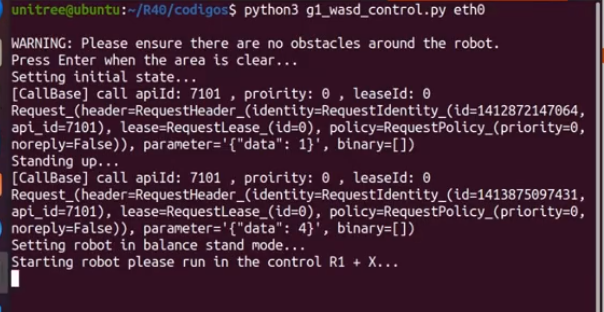 unitree@ubuntu:~/R40/codigos$ python3 g1_wasd_control.py eth0
WARNING: Please ensure there are no obstacles around the robot.
Press Enter when the area is clear...
Setting initial state...
[CallBase] call apiId: 7101 , proirity: 0 , leaseId: 0
Request_(header=RequestHeader_(identity=RequestIdentity_(id=1412872147064,
api_id=7101), lease=RequestLease_(id=0), policy=RequestPolicy_(priority=0,
noreply=False)), parameter='{"data": 1}', binary=[])
Standing up...
[CallBase] call apiId: 7101 , proirity: 0 , leaseId: 0
Request_(header=RequestHeader_(identity=RequestIdentity_(id=1413875097431,
api_id=7101), lease=RequestLease_(id=0), policy=RequestPolicy_(priority=0,
noreply=False)), parameter='{"data": 4}', binary=[])
Setting robot in balance stand mode...
Starting robot please run in the control R1 + X...